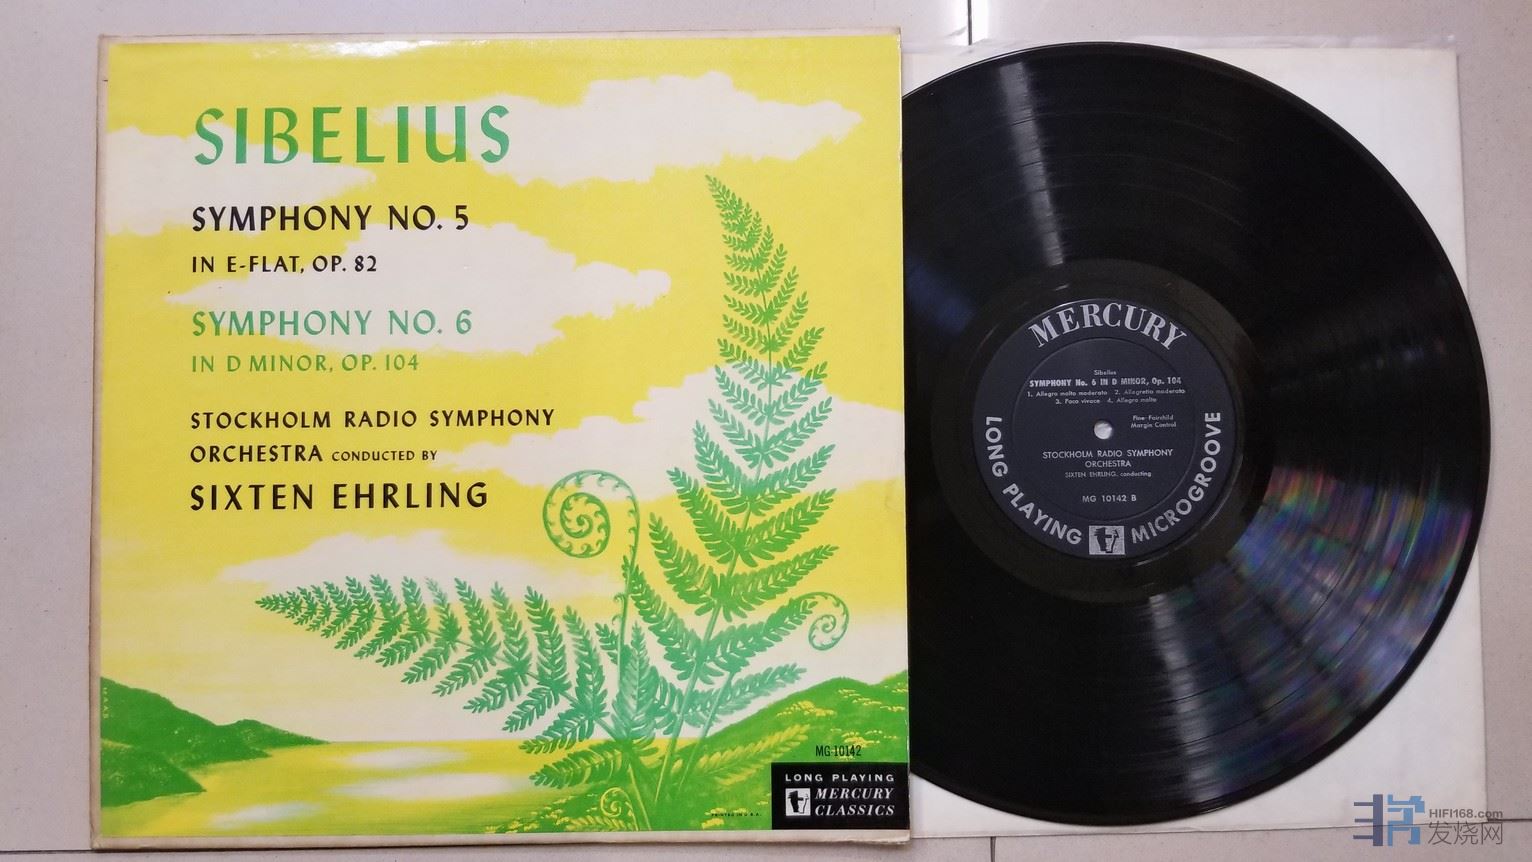 SIBELIUS
SYMPHONY NO. 5
IN E-FLAT, OP. 82
SYMPHONY NO. 6
IN D MINOR, OP. 104
STOCKHOLM RADIO SYMPHONY
ORCHESTRA CONDUCTED BY
SIXTEN EHRLING
MAAS
MG-10142
PRINTED IN U.S.A.
LONG PLAYING
MERCURY
CLASSICS
MERCURY
Sibelius
SYMPHONY No. 6 IN D MINOR, Op. 104
1. Allegro molto moderato 2. Allegretto moderato
3. Poco vivace 4. Allegro molto
Fine-Fairchild
Margin Control
STOCKHOLM RADIO SYMPHONY
ORCHESTRA
SIXTEN EHRLING, conducting
MG 10142 B
LONG PLAYING MICROGROOVE
HIFI168.com
发烧网